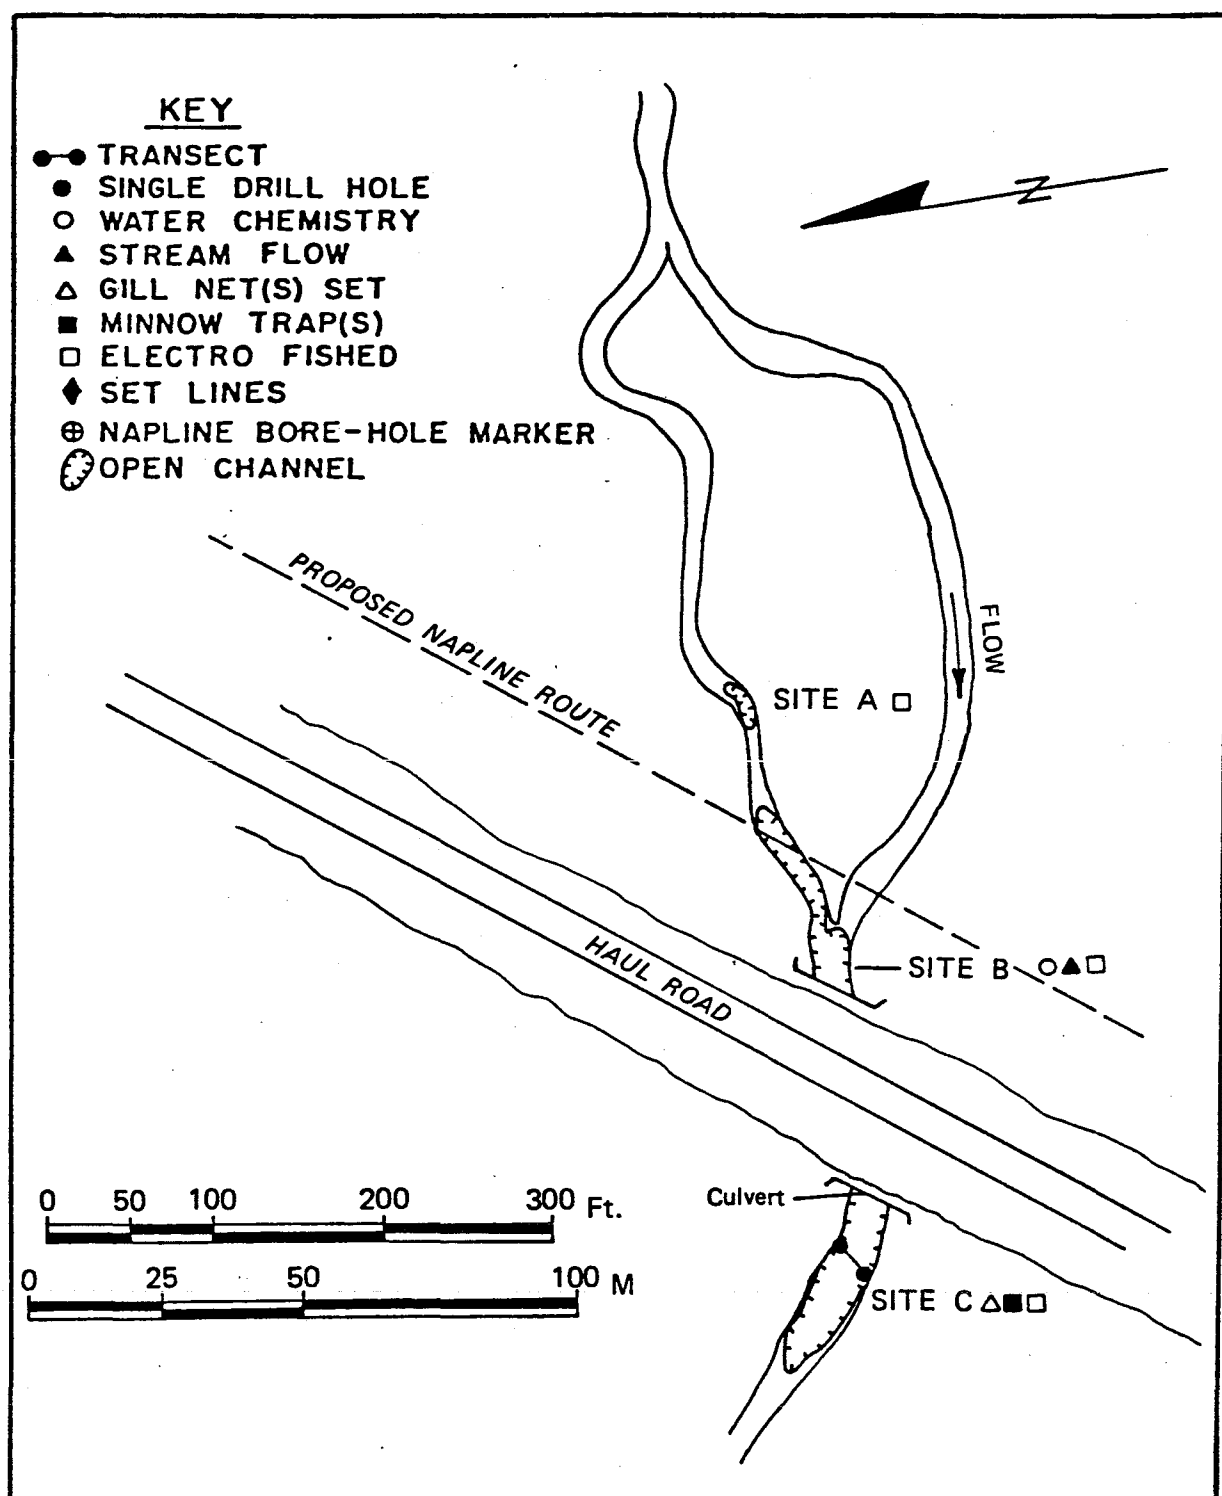 KEY
TRANSECT
SINGLE DRILL HOLE
WATER CHEMISTRY
STREAM FLOW
GILL NET(S) SET
MINNOW TRAP(S)
ELECTRO FISHED
SET LINES
NAPLINE BORE-HOLE MARKER
OPEN CHANNEL
N
PROPOSED NAPLINE ROUTE
FLOW
SITE A
SITE B
HAUL ROAD
Culvert
0 50 100 200 300 Ft.
0 25 50 100 M
SITE C